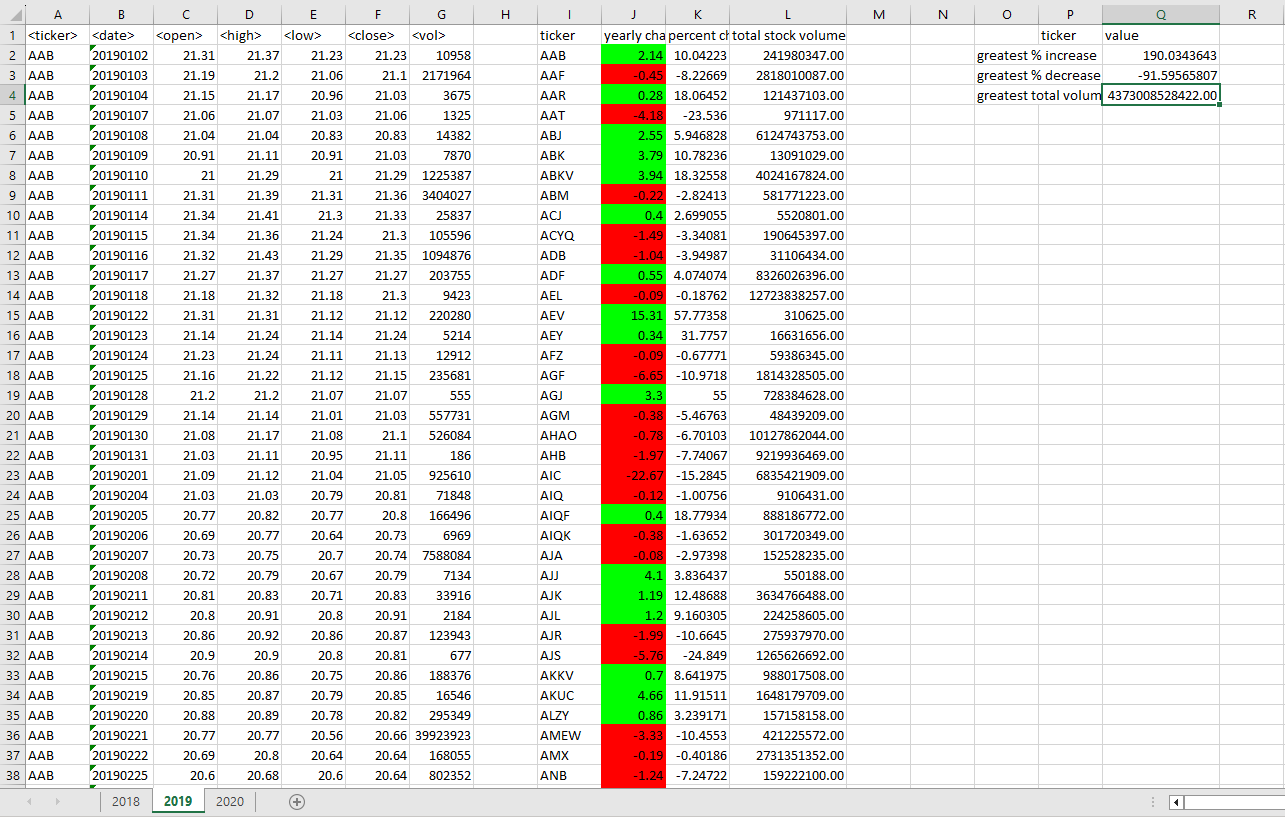 A B C D E F G H I J K L M N O P Q R
1 <ticker> <date> <open> <high> <low> <close> <vol> ticker yearly cha percent ch total stock volume ticker value
2 AAB 20190102 21.31 21.37 21.23 21.23 10958 AAB 2.14 10.04223 241980347.00 greatest % increase 190.0343643
3 AAB 20190103 21.19 21.2 21.06 21.1 2171964 AAF -0.45 -8.22669 2818010087.00 greatest % decrease -91.59565807
4 AAB 20190104 21.15 21.17 20.96 21.03 3675 AAR 0.28 18.06452 121437103.00 greatest total volum 4373008528422.00
5 AAB 20190107 21.06 21.07 21.03 21.06 1325 AAT -4.18 -23.536 971117.00
6 AAB 20190108 21.04 21.04 20.83 20.83 14382 ABJ 2.55 5.946828 6124743753.00
7 AAB 20190109 20.91 21.11 20.91 21.03 7870 ABK 3.79 10.78236 13091029.00
8 AAB 20190110 21 21.29 21 21.29 1225387 ABKV 3.94 18.32558 4024167824.00
9 AAB 20190111 21.31 21.39 21.31 21.36 3404027 ABM -0.22 -2.82413 581771223.00
10 AAB 20190114 21.34 21.41 21.3 21.33 25837 ACJ 0.4 2.699055 5520801.00
11 AAB 20190115 21.34 21.36 21.24 21.3 105596 ACYQ -1.49 -3.34081 190645397.00
12 AAB 20190116 21.32 21.43 21.29 21.35 1094876 ADB -1.04 -3.94987 31106434.00
13 AAB 20190117 21.27 21.37 21.27 21.27 203755 ADF 0.55 4.074074 8326026396.00
14 AAB 20190118 21.18 21.32 21.18 21.3 9423 AEL -0.09 -0.18762 12723838257.00
15 AAB 20190122 21.31 21.31 21.12 21.12 220280 AEV 15.31 57.77358 310625.00
16 AAB 20190123 21.14 21.24 21.14 21.24 5214 AEY 0.34 31.7757 16631656.00
17 AAB 20190124 21.23 21.24 21.11 21.13 12912 AFZ -0.09 -0.67771 59386345.00
18 AAB 20190125 21.16 21.22 21.12 21.15 235681 AGF -6.65 -10.9718 1814328505.00
19 AAB 20190128 21.2 21.2 21.07 21.07 555 AGJ 3.3 55 728384628.00
20 AAB 20190129 21.14 21.14 21.01 21.03 557731 AGM -0.38 -5.46763 48439209.00
21 AAB 20190130 21.08 21.17 21.08 21.1 526084 AHAO -0.78 -6.70103 10127862044.00
22 AAB 20190131 21.03 21.11 20.95 21.11 186 AHB -1.97 -7.74067 9219936469.00
23 AAB 20190201 21.09 21.12 21.04 21.05 925610 AIC -22.67 -15.2845 6835421909.00
24 AAB 20190204 21.03 21.03 20.79 20.81 71848 AIQ -0.12 -1.00756 9106431.00
25 AAB 20190205 20.77 20.82 20.77 20.8 166496 AIQF 0.4 18.77934 888186772.00
26 AAB 20190206 20.69 20.77 20.64 20.73 6969 AIQK -0.38 -1.63652 301720349.00
27 AAB 20190207 20.73 20.75 20.7 20.74 7588084 AJA -0.08 -2.97398 152528235.00
28 AAB 20190208 20.72 20.79 20.67 20.79 7134 AJJ 4.1 3.836437 550188.00
29 AAB 20190211 20.81 20.83 20.71 20.83 33916 AJK 1.19 12.48688 3634766488.00
30 AAB 20190212 20.8 20.91 20.8 20.91 2184 AJL 1.2 9.160305 224258605.00
31 AAB 20190213 20.86 20.92 20.86 20.87 123943 AJR -1.99 -10.6645 275937970.00
32 AAB 20190214 20.9 20.9 20.8 20.81 677 AJS -5.76 -24.849 1265626692.00
33 AAB 20190215 20.76 20.86 20.75 20.86 188376 AKKV 0.7 8.641975 988017508.00
34 AAB 20190219 20.85 20.87 20.79 20.85 16546 AKUC 4.66 11.91511 1648179709.00
35 AAB 20190220 20.88 20.89 20.78 20.82 295349 ALZY 0.86 3.239171 157158158.00
36 AAB 20190221 20.77 20.77 20.56 20.66 39923923 AMEW -3.33 -10.4553 421225572.00
37 AAB 20190222 20.69 20.8 20.64 20.64 168055 AMX -0.19 -0.40186 2731351352.00
38 AAB 20190225 20.6 20.68 20.6 20.64 802352 ANB -1.24 -7.24722 159222100.00
2018 2019 2020